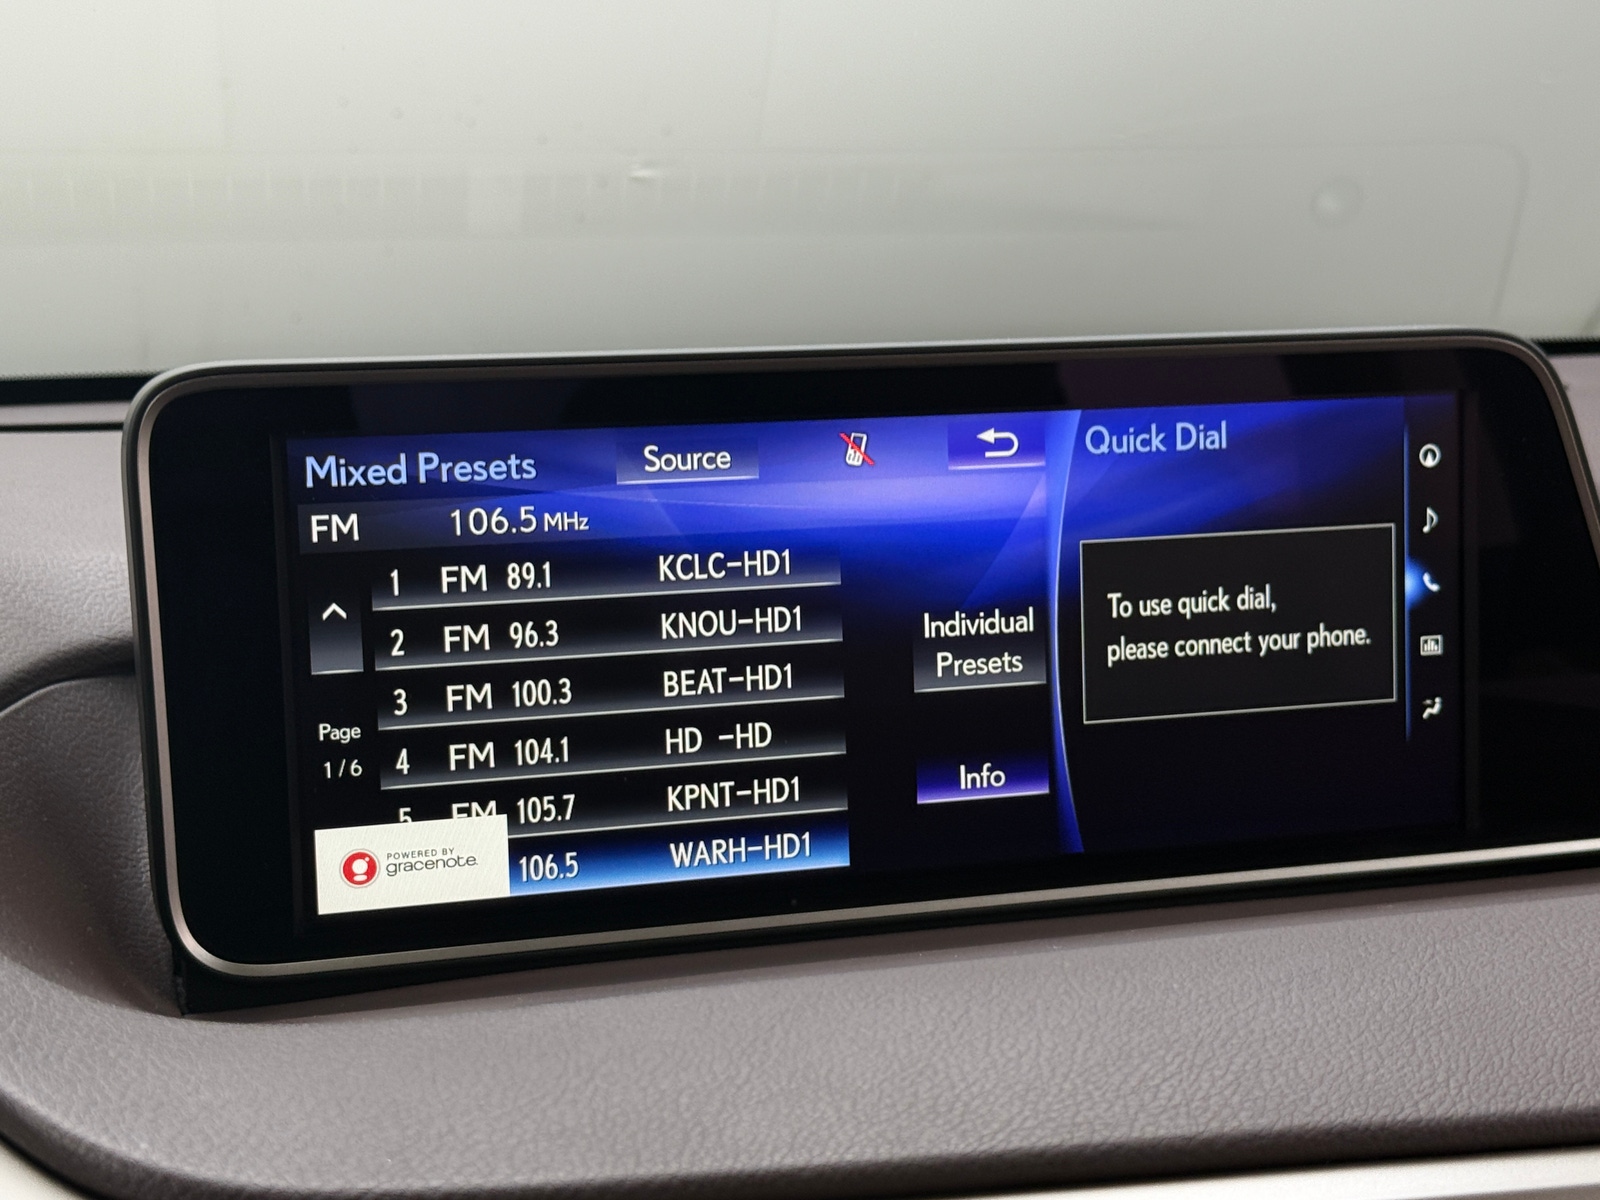 Mixed Presets
Source
FM 106.5 MHz
1 FM 89.1 KCLC-HD1
2 FM 96.3 KNOU-HD1
3 FM 100.3 BEAT-HD1
4 FM 104.1 HD -HD
5 FM 105.7 KPNT-HD1
106.5 WARH-HD1
Page
1/6
POWERED BY
gracenote.
Individual
Presets
Info
Quick Dial
To use quick dial,
please connect your phone.